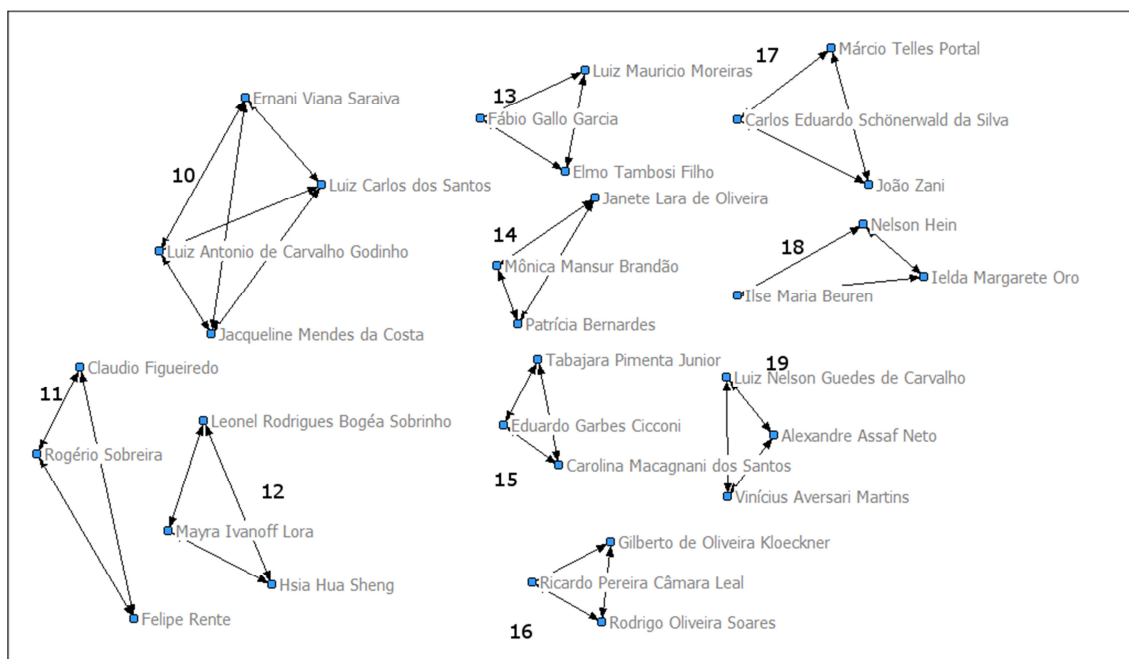 17
Márcio Telles Portal
Carlos Eduardo Schönerwald da Silva
João Zani
13
Luiz Mauricio Moreiras
Fábio Gallo Garcia
Elmo Tambosi Filho
10
Ernani Viana Saraiva
Luiz Carlos dos Santos
Luiz Antonio de Carvalho Godinho
Jacqueline Mendes da Costa
14
Janete Lara de Oliveira
Mônica Mansur Brandão
Patrícia Bernardes
18
Nelson Hein
Ielda Margarete Oro
Ilse Maria Beuren
11
Claudio Figueiredo
Rogério Sobreira
Felipe Rente
12
Leonel Rodrigues Bogéa Sobrinho
Mayra Ivanoff Lora
Hsia Hua Sheng
Tabajara Pimenta Junior
Eduardo Garbes Cicconi
Carolina Macagnani dos Santos
15
19
Luiz Nelson Guedes de Carvalho
Alexandre Assaf Neto
Vinícius Aversari Martins
Gilberto de Oliveira Kloeckner
Ricardo Pereira Câmara Leal
Rodrigo Oliveira Soares
16